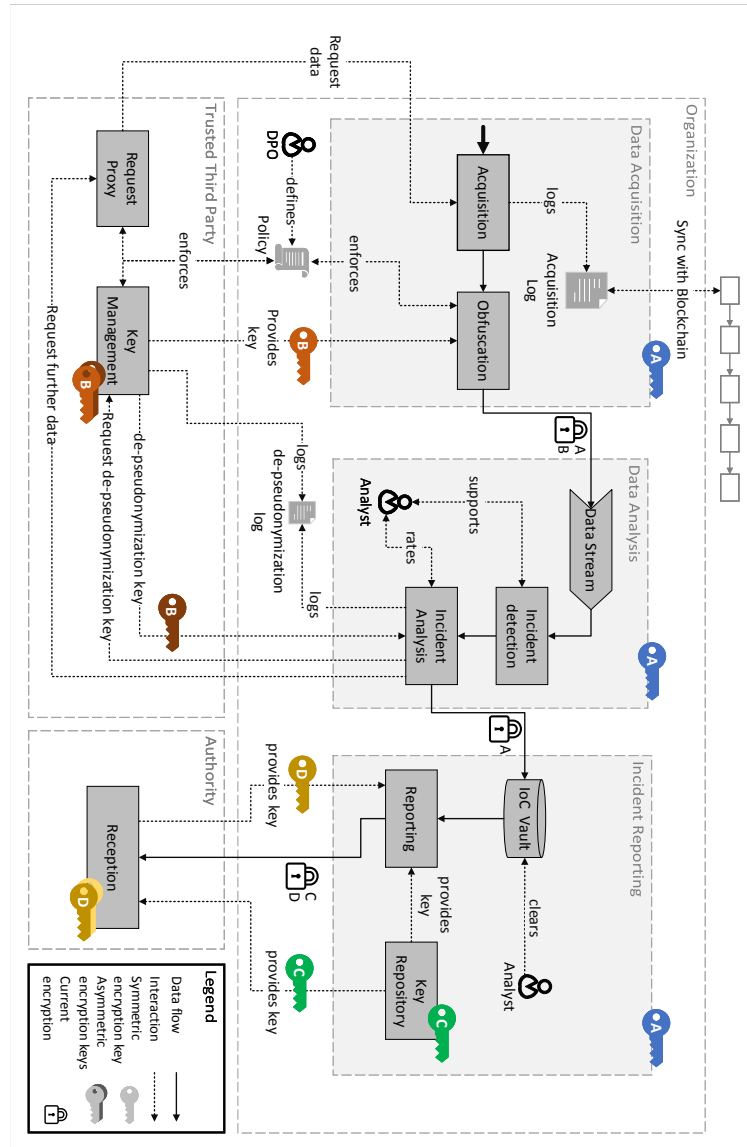 Organization
Data Acquisition
Acquisition
logs
Acquisition
Log
Sync with Blockchain
Obfuscation
A
DPO
defines
Policy
enforces
enforces
Request
data
Trusted Third Party
Request
Proxy
Key
Management
B
Provides
key
B
A
B
Data Analysis
Data Stream
A
Incident
detection
Incident
Analysis
Analyst
supports
rates
logs
de-pseudonymization
log
logs
de-pseudonymization key
B
Request de-pseudonymization key
Request further data
A
Incident Reporting
IoC Vault
clears
Analyst
A
Reporting
provides
key
Key
Repository
C
Authority
Reception
D
provides key
D
C
D
provides key
C
Legend
Data flow
Interaction
Symmetric
encryption key
Asymmetric
encryption keys
Current
encryption